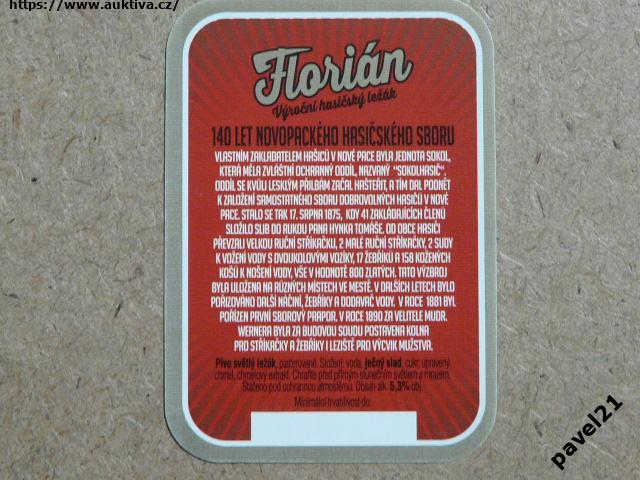 https://www.auktiva.cz/
Florián
Výroční hasičský ležák
140 LET NOVOPACKÉHO HASIČSKÉHO SBORU
VLASTNÍM ZAKLADATELEM HASIČŮ V NOVÉ PACE BYLA JEDNOTA SOKOL,
KTERÁ MĚLA ZVLÁŠTNÍ OCHRANNÝ ODDÍL, NAZVANÝ "SOKOLHASIČ".
ODDÍL SE KVŮLI LESKLÝM PŘILBÁM ZAČAL HAŠTEŘIT, A TÍM DAL PODNĚT
K ZALOŽENÍ SAMOSTATNÉHO SBORU DOBROVOLNÝCH HASIČŮ V NOVÉ
PACE. STALO SE TAK 17. SRPNA 1875, KDY 41 ZAKLÁDAJÍCÍCH ČLENŮ
SLOŽILO SLIB DO RUKOU PANA HYNKA TOMÁŠE. OD OBCE HASIČI
PŘEVZALI VELKOU RUČNÍ STŘÍKAČKU, 2 MALÉ RUČNÍ STŘÍKAČKY, 2 SUDY
K VOŽENÍ VODY S DVOUKOLOVÝMI VOZÍKY, 17 ŽEBŘÍKŮ A 158 KOŽENÝCH
KOŠŮ K NOŠENÍ VODY, VŠE V HODNOTĚ 800 ZLATÝCH. TATO VÝZBROJ
BYLA ULOŽENA NA RŮZNÝCH MÍSTECH VE MĚSTĚ. V DALŠÍCH LETECH BYLO
POŘIZOVÁNO DALŠÍ NÁČINÍ, ŽEBŘÍKY A DODAVAČ VODY. V ROCE 1881 BYL
POŘÍZEN PRVNÍ SBOROVÝ PRAPOR. V ROCE 1890 ZA VELITELE MUDR.
WERNERA BYLA ZA BUDOVOU SOUDU POSTAVENA KOLNA
PRO STŘÍKAČKY A ŽEBŘÍKY I LEZIŠTĚ PRO VÝCVIK MUŽSTVA.
Pivo světlý ležák, pasterované. Složení: voda, ječný slad, cukr, upravený
chmel, chmelový extrakt. Chraňte před přímým slunečním světlem a mrazem.
Stáčeno pod ochrannou atmosférou. Obsah alk. 5,3% obj.
Minimální trvanlivost do:
pavel21